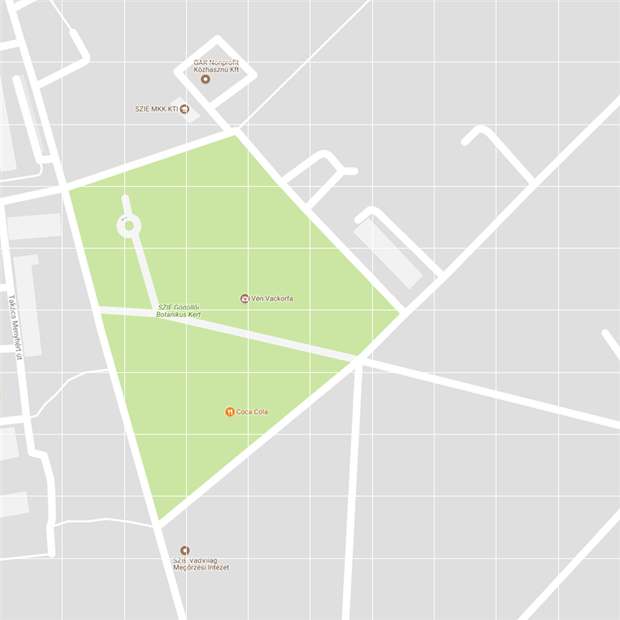 GAK Nonprofit
Közhasznú Kft
SZIE MKK KTI
Takács Menyhért út
Vén Vackorfa
SZIE Gödöllői
Botanikus Kert
Coca Cola
SZIE Vadvilág
Megőrzési Intézet